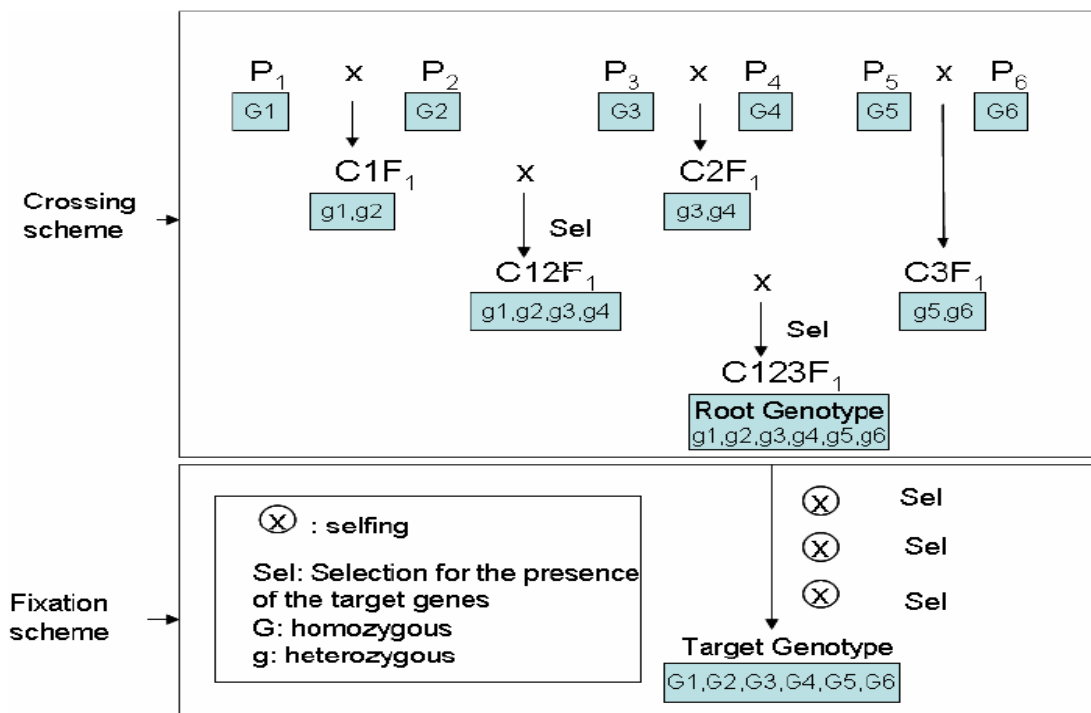 P1 x P2 P3 x P4 P5 x P6
G1 G2 G3 G4 G5 G6
C1F1 x C2F1
g1,g2 g3,g4
Crossing
scheme
Sel
C12F1 x C3F1
g1,g2,g3,g4 g5,g6
Sel
C123F1
Root Genotype
g1,g2,g3,g4,g5,g6
x : selfing
Sel: Selection for the presence
of the target genes
G: homozygous
g: heterozygous
x Sel
x Sel
x Sel
Fixation
scheme
Target Genotype
G1,G2,G3,G4,G5,G6